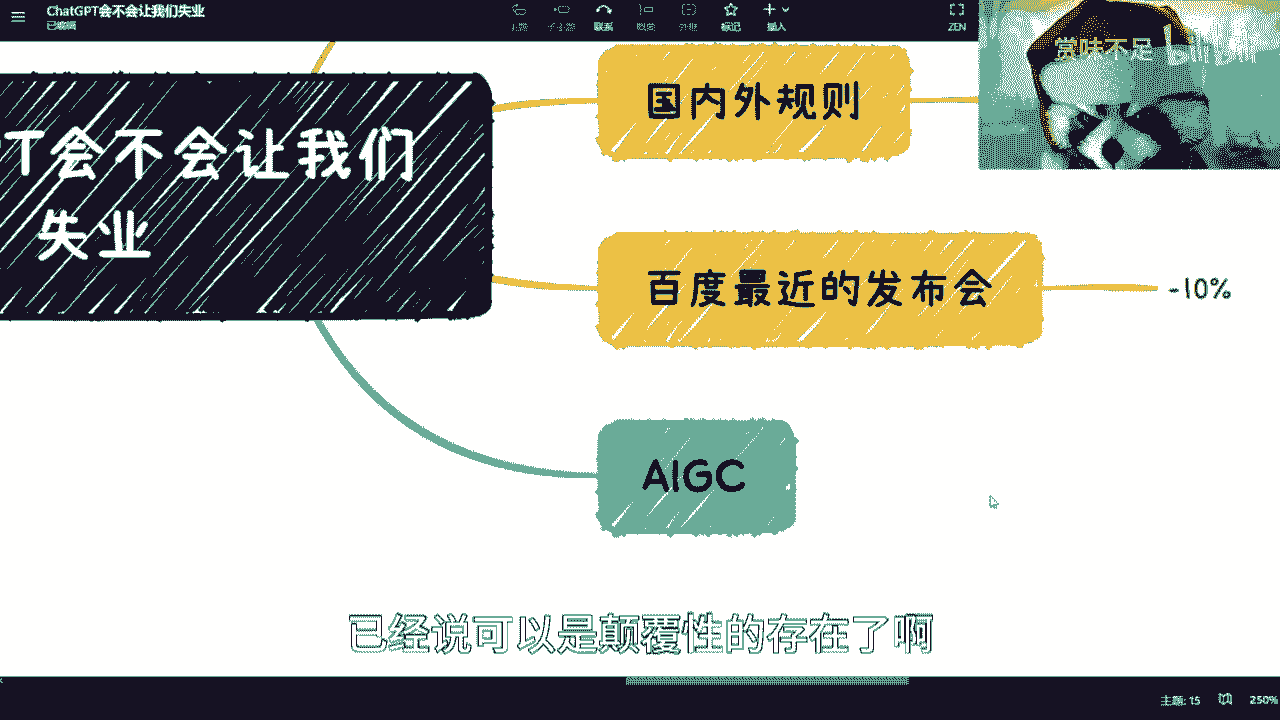 ChatGPT会不会让我们失业
已编辑
主题
子主题
联系
概要
外框
标记
插入
ZEN
赏味不足
国内外规则
T会不会让我们
失业
百度最近的发布会
-10%
AIGC
已经说可以是颠覆性的存在了啊
主题: 15
250%